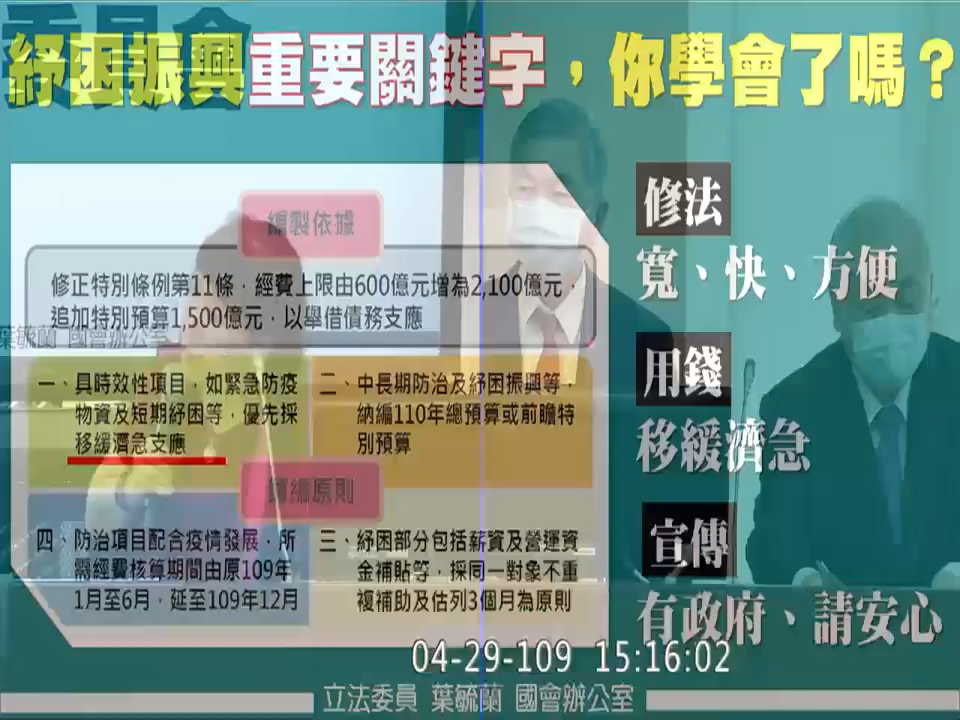 委員會
紓困振興重要關鍵字，你學會了嗎？
編製依據
修正特別條例第11條，經費上限由600億元增為2,100億元，
追加特別預算1,500億元，以舉借債務支應
葉毓蘭 國會辦公室
一、具時效性項目，如緊急防疫
物資及短期紓困等，優先採
移緩濟急支應
二、中長期防治及紓困振興等，
納編110年總預算或前瞻特
別預算
籌編原則
四、防治項目配合疫情發展，所
需經費核算期間由原109年
1月至6月，延至109年12月
三、紓困部分包括薪資及營運資
金補貼等，採同一對象不重
複補助及估列3個月為原則
修法
寬、快、方便
用錢
移緩濟急
宣傳
有政府、請安心
04-29-109 15:16:02
立法委員 葉毓蘭 國會辦公室